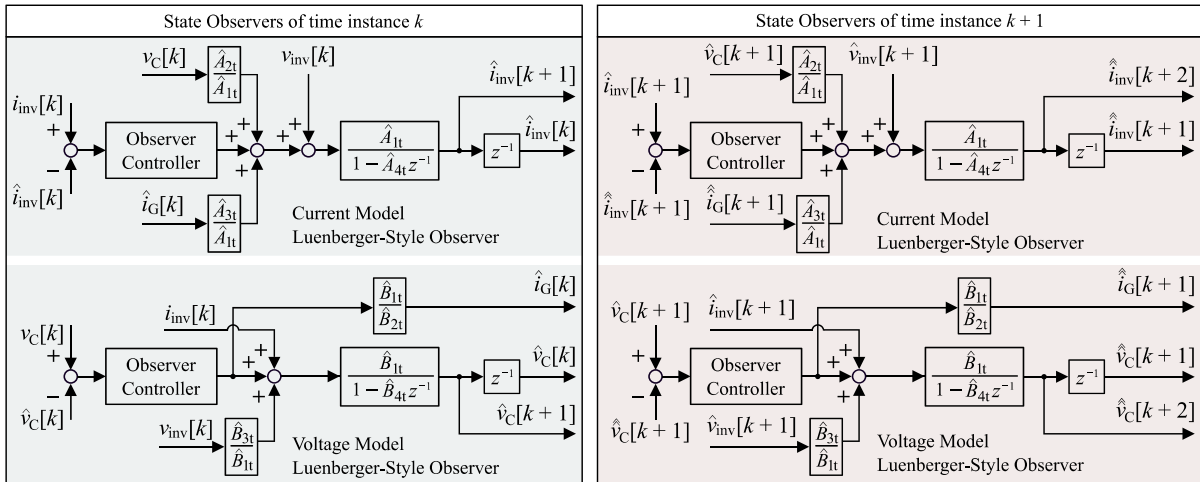 State Observers of time instance k
v_C[k]
Â_2t
Â_1t
v_inv[k]
î_inv[k+1]
i_inv[k]
+
Observer
Controller
+
+
+
+
Â_1t
1 − Â_4t z⁻¹
z⁻¹
î_inv[k]
−
î_inv[k]
+
î_G[k]
Â_3t
Â_1t
Current Model
Luenberger-Style Observer
i_inv[k]
B̂_1t
B̂_2t
î_G[k]
v_C[k]
+
Observer
Controller
+
+
B̂_1t
1 − B̂_4t z⁻¹
z⁻¹
v̂_C[k]
−
v̂_C[k]
+
v̂_C[k+1]
v_inv[k]
B̂_3t
B̂_1t
Voltage Model
Luenberger-Style Observer
State Observers of time instance k + 1
v̂_C[k+1]
Â_2t
Â_1t
v̂_inv[k+1]
î̂_inv[k+2]
î_inv[k+1]
+
Observer
Controller
+
+
+
+
Â_1t
1 − Â_4t z⁻¹
z⁻¹
î̂_inv[k+1]
−
î̂_inv[k+1]
+
î̂_G[k+1]
Â_3t
Â_1t
Current Model
Luenberger-Style Observer
î_inv[k+1]
B̂_1t
B̂_2t
î̂_G[k+1]
v̂_C[k+1]
+
Observer
Controller
+
+
B̂_1t
1 − B̂_4t z⁻¹
z⁻¹
v̂̂_C[k+1]
−
v̂̂_C[k+1]
+
v̂̂_C[k+2]
v̂_inv[k+1]
B̂_3t
B̂_1t
Voltage Model
Luenberger-Style Observer